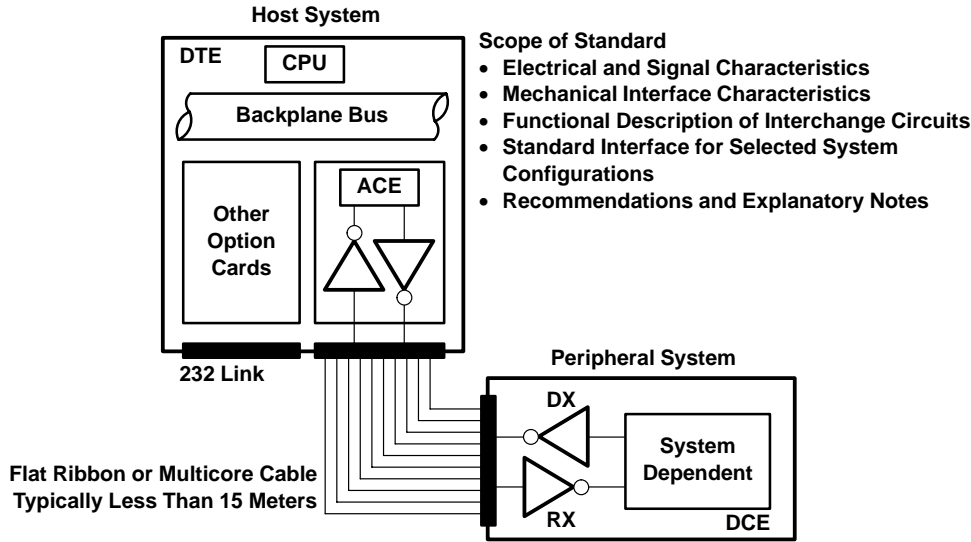 Host System
DTE
CPU
Backplane Bus
Other
Option
Cards
ACE
232 Link
Scope of Standard
• Electrical and Signal Characteristics
• Mechanical Interface Characteristics
• Functional Description of Interchange Circuits
• Standard Interface for Selected System
Configurations
• Recommendations and Explanatory Notes
Peripheral System
DX
System
Dependent
RX
DCE
Flat Ribbon or Multicore Cable
Typically Less Than 15 Meters